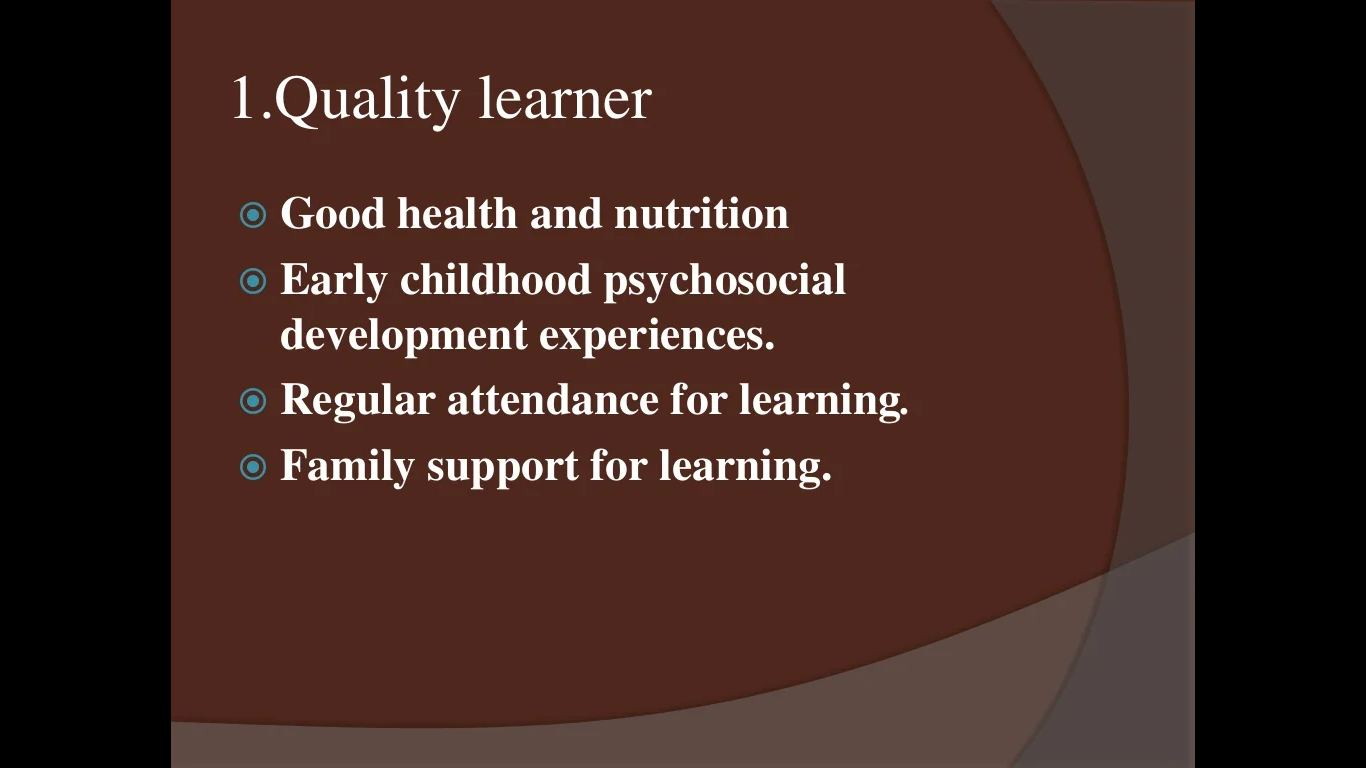 1.Quality learner
Good health and nutrition
Early childhood psychosocial
development experiences.
Regular attendance for learning.
Family support for learning.